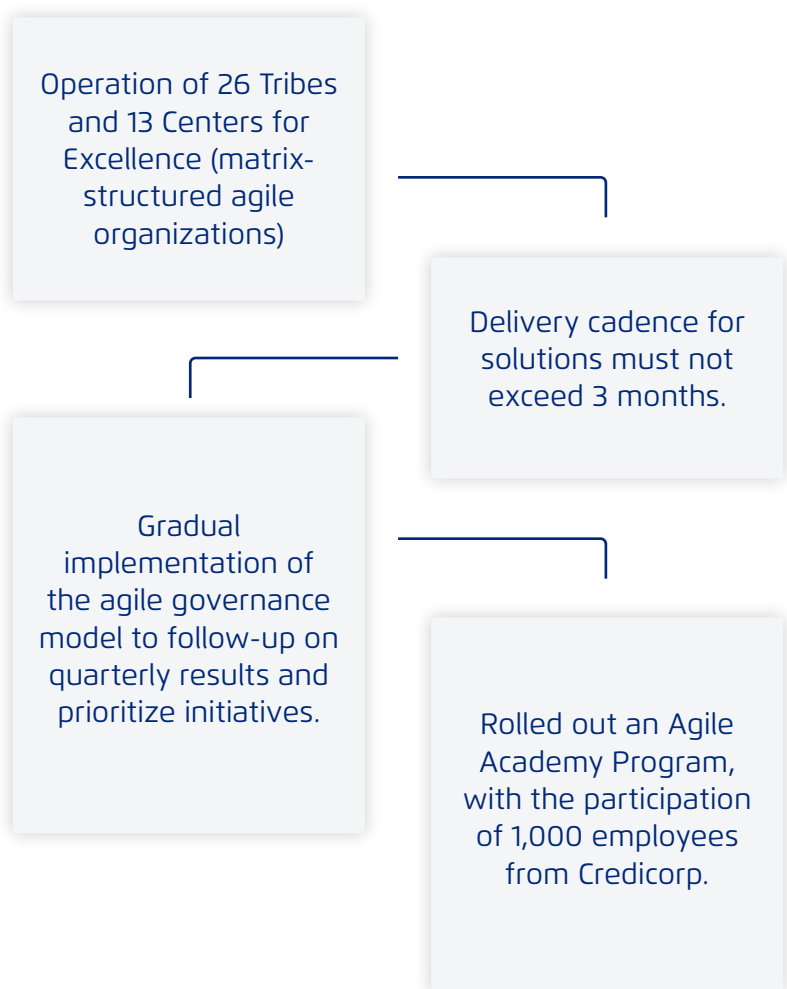 Operation of 26 Tribes
and 13 Centers for
Excellence (matrix-
structured agile
organizations)
Delivery cadence for
solutions must not
exceed 3 months.
Gradual
implementation of
the agile governance
model to follow-up on
quarterly results and
prioritize initiatives.
Rolled out an Agile
Academy Program,
with the participation
of 1,000 employees
from Credicorp.